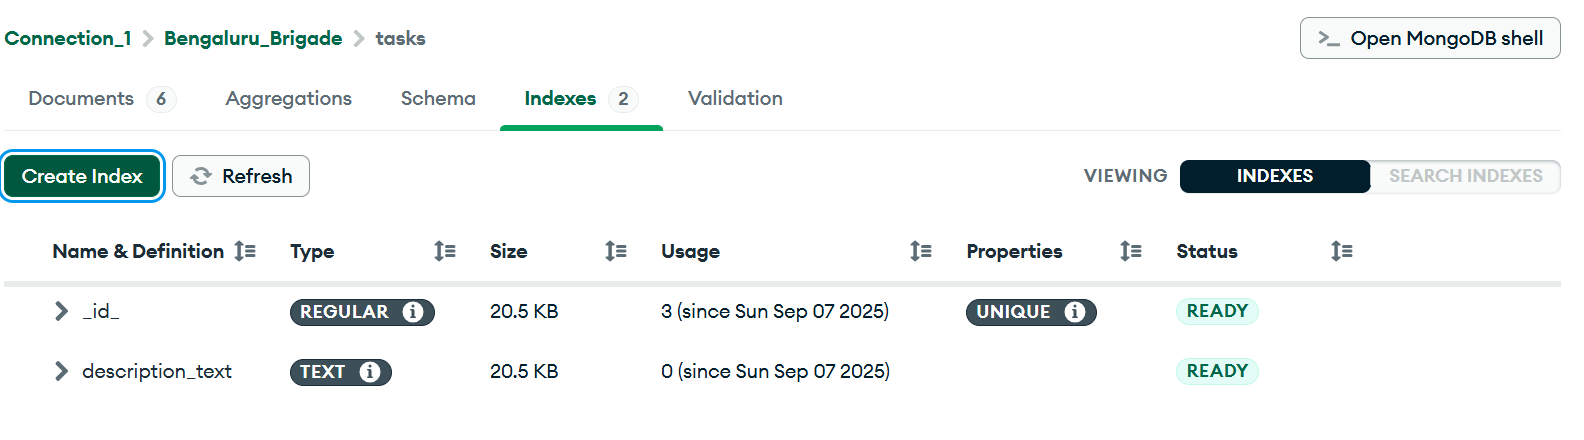 Connection_1 Bengaluru_Brigade tasks
>_ Open MongoDB shell
Documents 6 Aggregations Schema Indexes 2 Validation
Create Index Refresh VIEWING INDEXES SEARCH INDEXES
Name & Definition Type Size Usage Properties Status
_id_ REGULAR 20.5 KB 3 (since Sun Sep 07 2025) UNIQUE READY
description_text TEXT 20.5 KB 0 (since Sun Sep 07 2025) READY